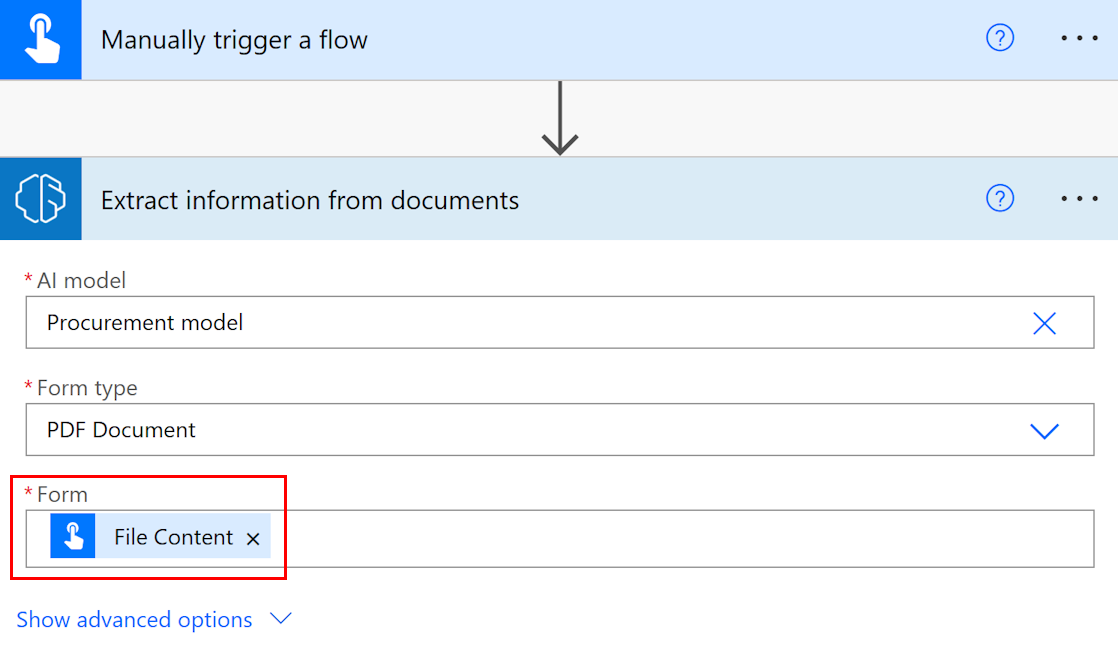 Manually trigger a flow
Extract information from documents
* AI model
Procurement model
* Form type
PDF Document
* Form
File Content ×
Show advanced options